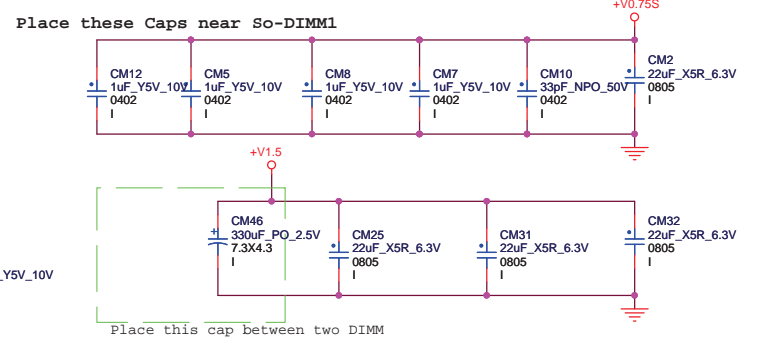 +V0.75S
Place these Caps near So-DIMM1
CM12
1uF_Y5V_10V
0402
I
CM5
1uF_Y5V_10V
0402
I
CM8
1uF_Y5V_10V
0402
I
CM7
1uF_Y5V_10V
0402
I
CM10
33pF_NPO_50V
0402
I
CM2
22uF_X5R_6.3V
0805
I
+V1.5
CM46
330uF_PO_2.5V
7.3X4.3
I
CM25
22uF_X5R_6.3V
0805
I
CM31
22uF_X5R_6.3V
0805
I
CM32
22uF_X5R_6.3V
0805
I
_Y5V_10V
Place this cap between two DIMM